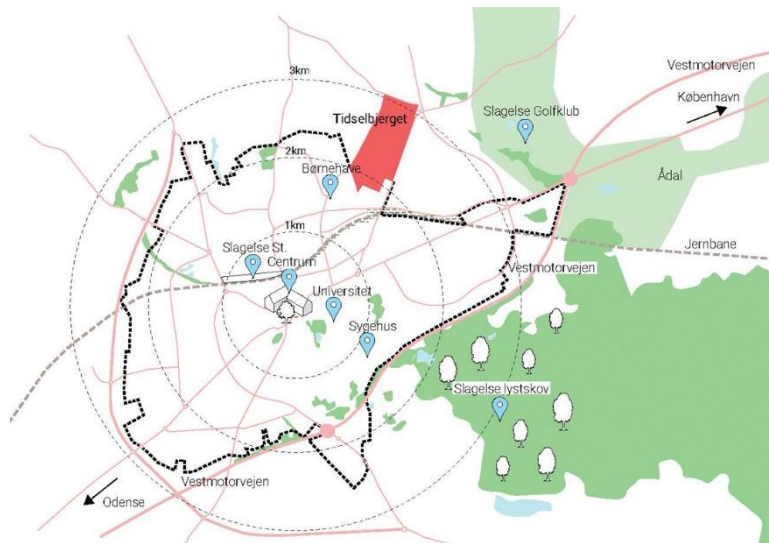 Vestmotorvejen
3km
København
Tidselbjerget
Slagelse Golfklub
2km
Børnehave
Ådal
1km
Slagelse St.
Jernbane
Centrum
Vestmotorvejen
Universitet
Sygehus
Slagelse lystskov
Vestmotorvejen
Odense